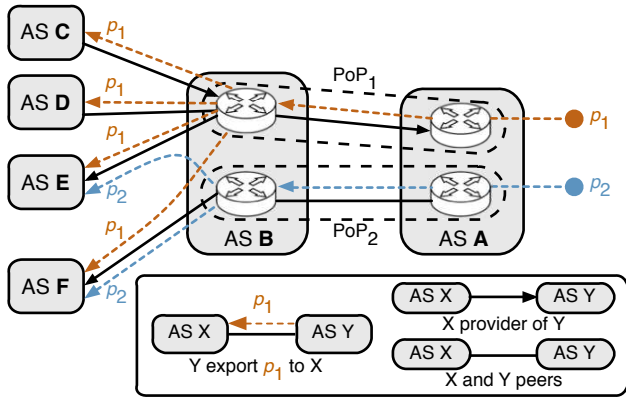 AS C
p1
PoP1
AS D
p1
p1
p1
AS E
p2
p2
p1
AS B
PoP2
AS A
AS F
p2
p1
AS X
AS Y
Y export p1 to X
AS X
AS Y
X provider of Y
AS X
AS Y
X and Y peers